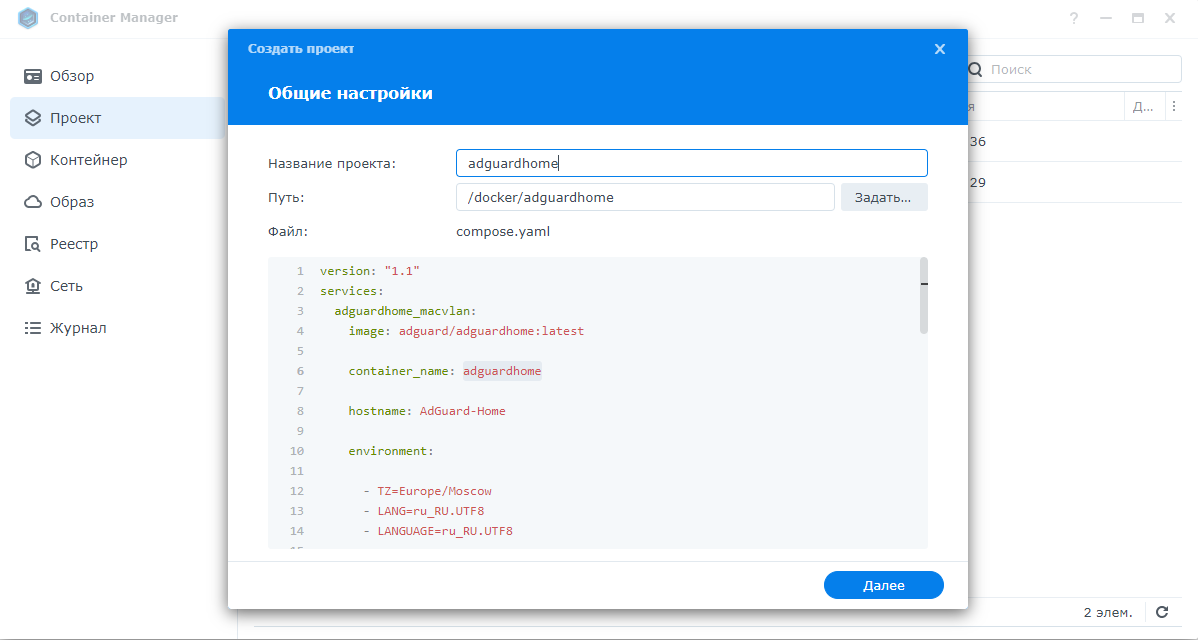 Container Manager
?
Обзор
Проект
Контейнер
Образ
Реестр
Сеть
Журнал
Поиск
я
Д...
36
29
Создать проект
Общие настройки
Название проекта: adguardhome
Путь: /docker/adguardhome Задать...
Файл: compose.yaml
1 version: "1.1"
2 services:
3 adguardhome_macvlan:
4 image: adguard/adguardhome:latest
5
6 container_name: adguardhome
7
8 hostname: AdGuard-Home
9
10 environment:
11
12 - TZ=Europe/Moscow
13 - LANG=ru_RU.UTF8
14 - LANGUAGE=ru_RU.UTF8
Далее
2 элем.